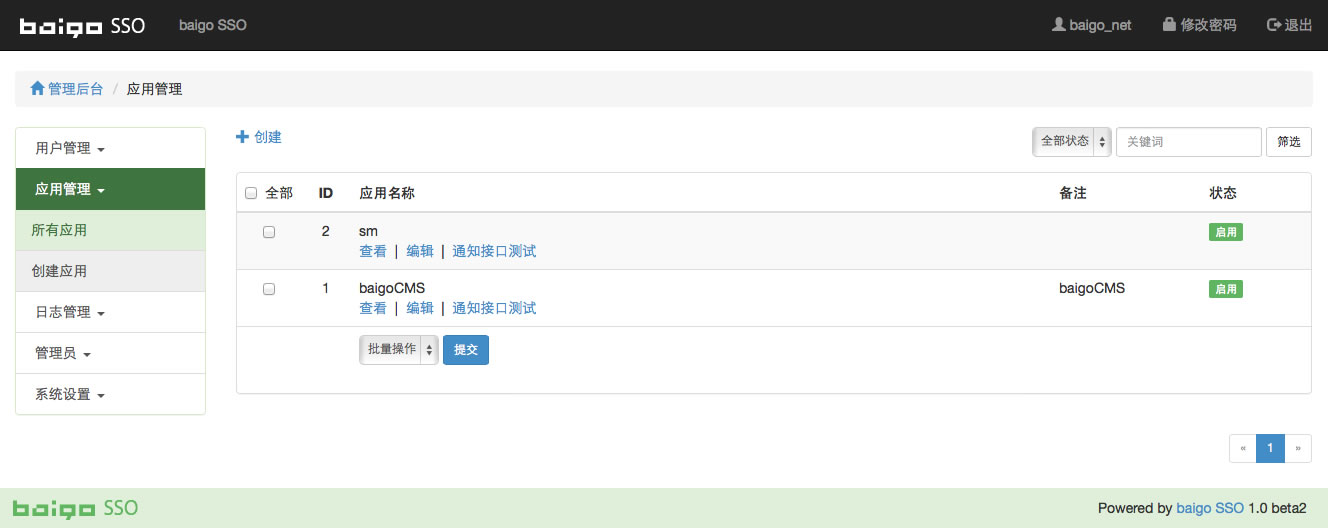 baigo SSO baigo SSO baigo_net 修改密码 退出
管理后台 / 应用管理
用户管理
应用管理
所有应用
创建应用
日志管理
管理员
系统设置
创建 全部状态 关键词 筛选
全部 ID 应用名称 备注 状态
2 sm 启用
查看 | 编辑 | 通知接口测试
1 baigoCMS baigoCMS 启用
查看 | 编辑 | 通知接口测试
批量操作 提交
« 1 »
baigo SSO Powered by baigo SSO 1.0 beta2